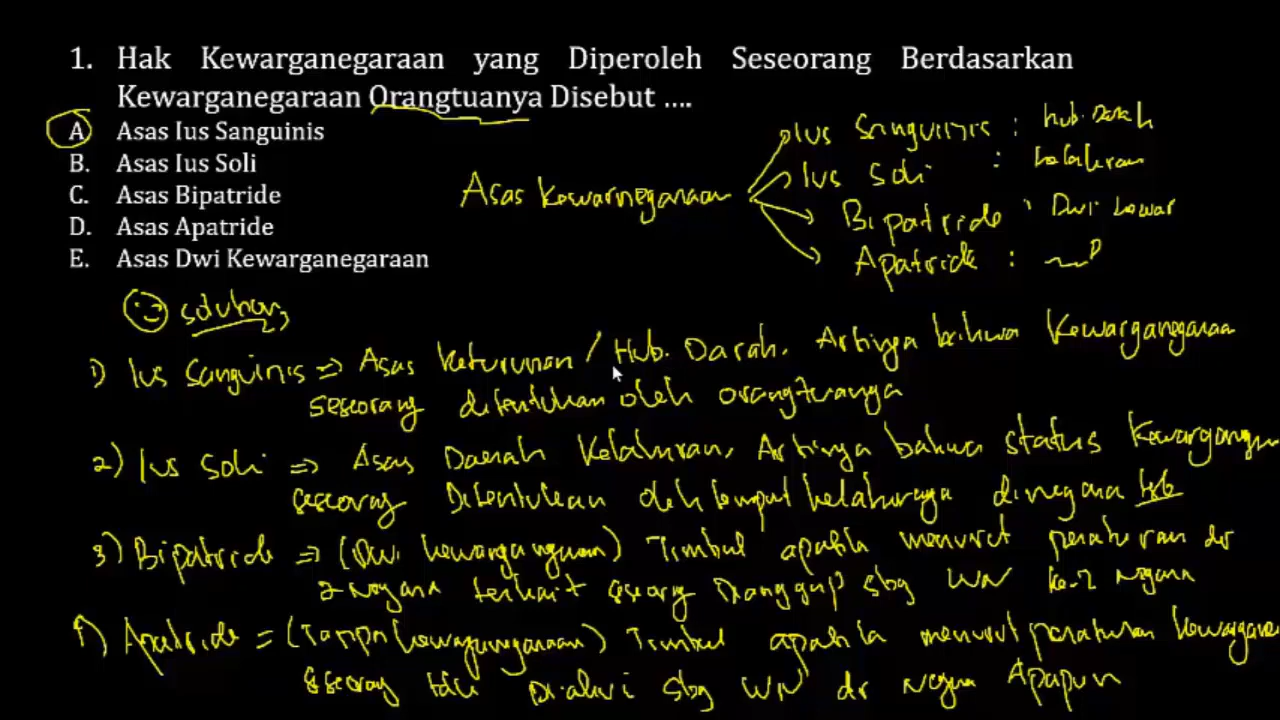 1. Hak Kewarganegaraan yang Diperoleh Seseorang Berdasarkan
Kewarganegaraan Orangtuanya Disebut ....
A Asas Ius Sanguinis
B. Asas Ius Soli
C. Asas Bipatride
D. Asas Apatride
E. Asas Dwi Kewarganegaraan
Asas Kewarnegaraan
Ius Sanguinis : hub. Darah
Ius Soli : kelahiran
Bipatride : Dwi kewar
Apatride :
1) Ius Sanguinis => Asas keturunan / Hub. Darah. Artinya bahwa Kewarganegaraan
seseorang ditentukan oleh orangtuanya
2) Ius Soli => Asas Daerah Kelahiran. Artinya bahwa status
seseorang Ditentukan oleh tempat kelahirannya dinegara tsb
3) Bipatride => (Dwi kewarganegaraan) Timbul apabila menurut peraturan dr
2 negara terkait seseorang Dianggap sbg WN ke-2 negara
4) Apatride = (Tanpa kewarganegaraan) Timbul apabila menurut peraturan
seseorang tdk Diakui sbg WN dr negara Apapun